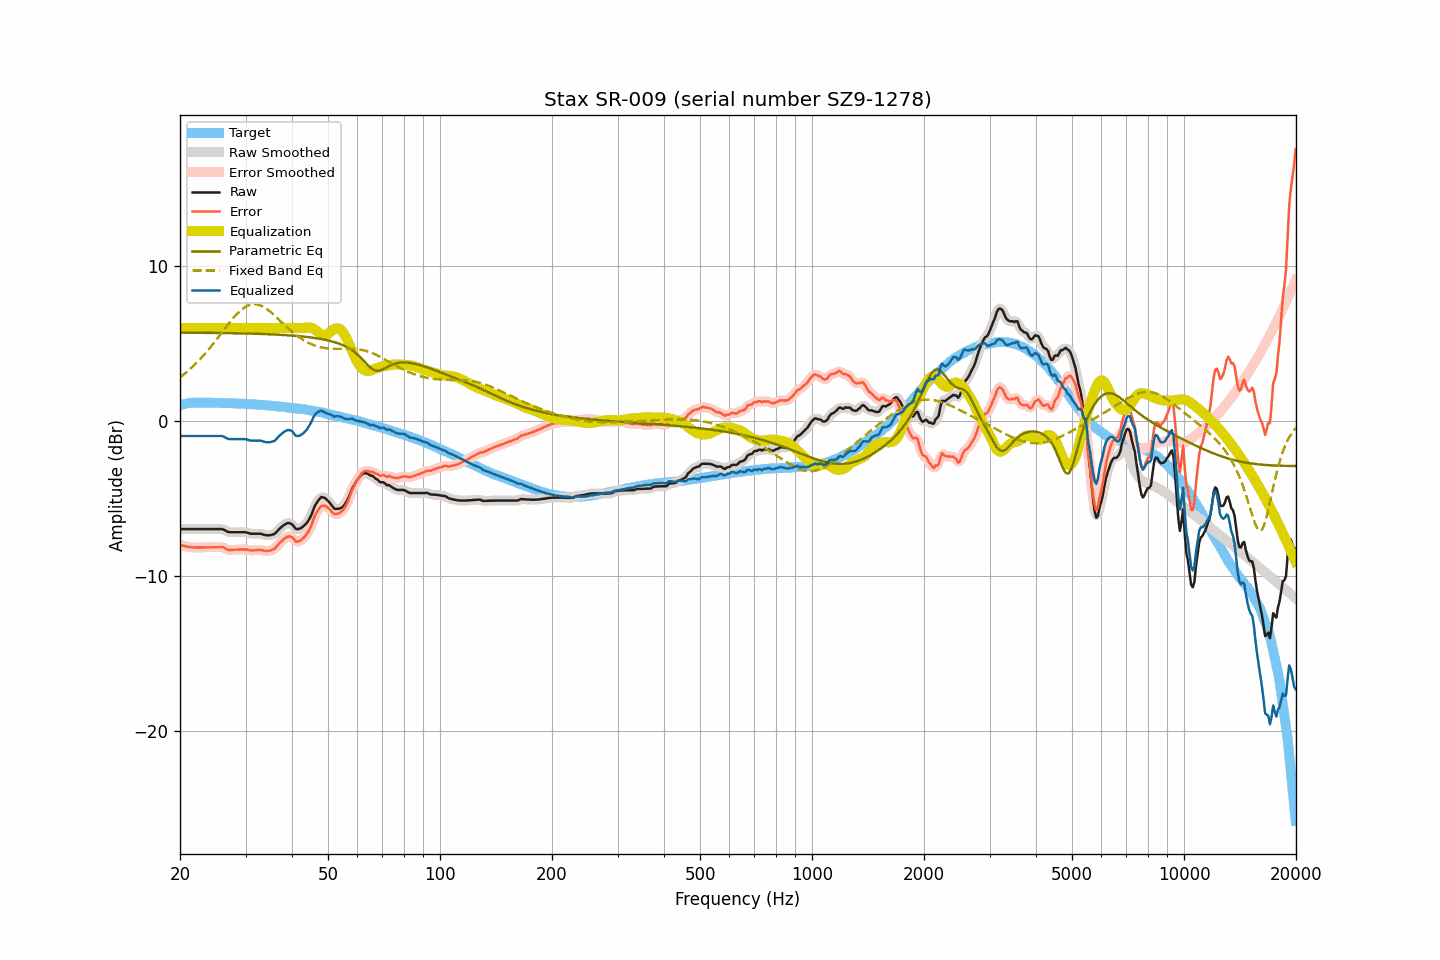 Stax SR-009 (serial number SZ9-1278)
Target
Raw Smoothed
Error Smoothed
Raw
Error
Equalization
Parametric Eq
Fixed Band Eq
Equalized
10
0
−10
−20
Amplitude (dBr)
20 50 100 200 500 1000 2000 5000 10000 20000
Frequency (Hz)